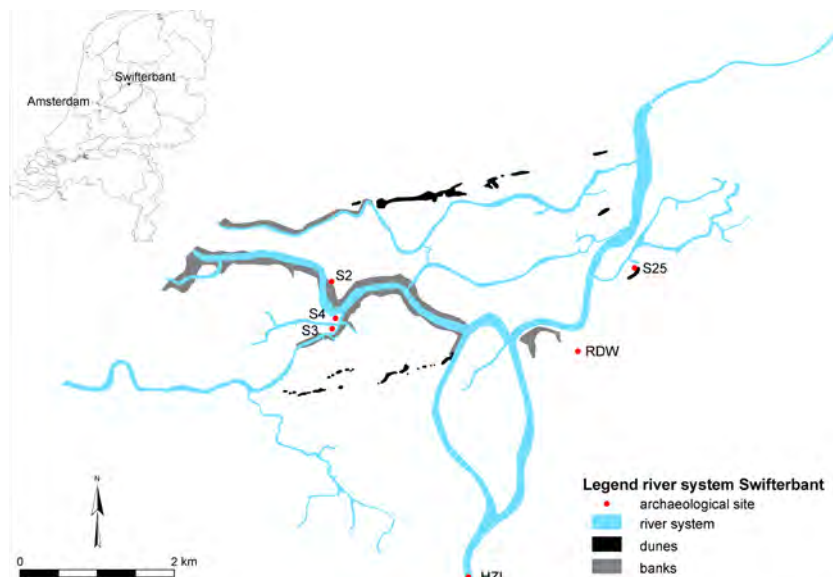 Swifterbant
Amsterdam
S2
S25
S4
S3
RDW
N
Legend river system Swifterbant
archaeological site
river system
dunes
banks
0 2 km
HZL